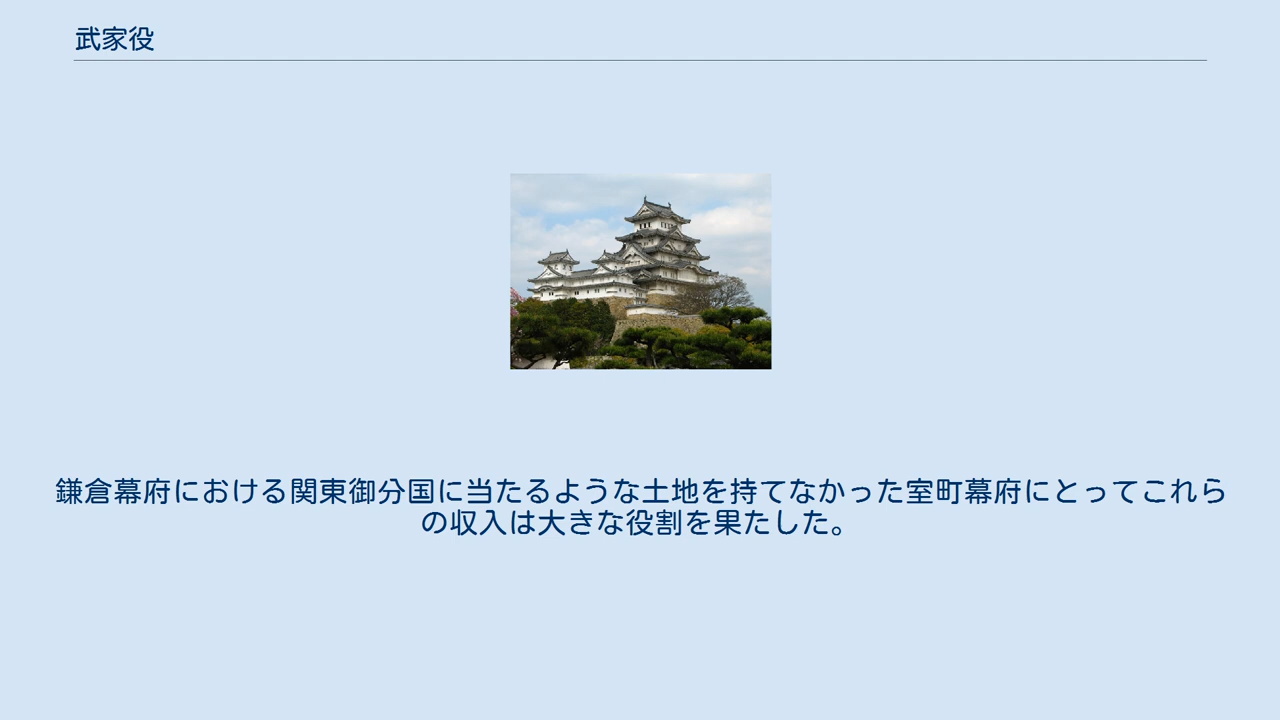 武家役
鎌倉幕府における関東御分国に当たるような土地を持てなかった室町幕府にとってこれら
の収入は大きな役割を果たした。